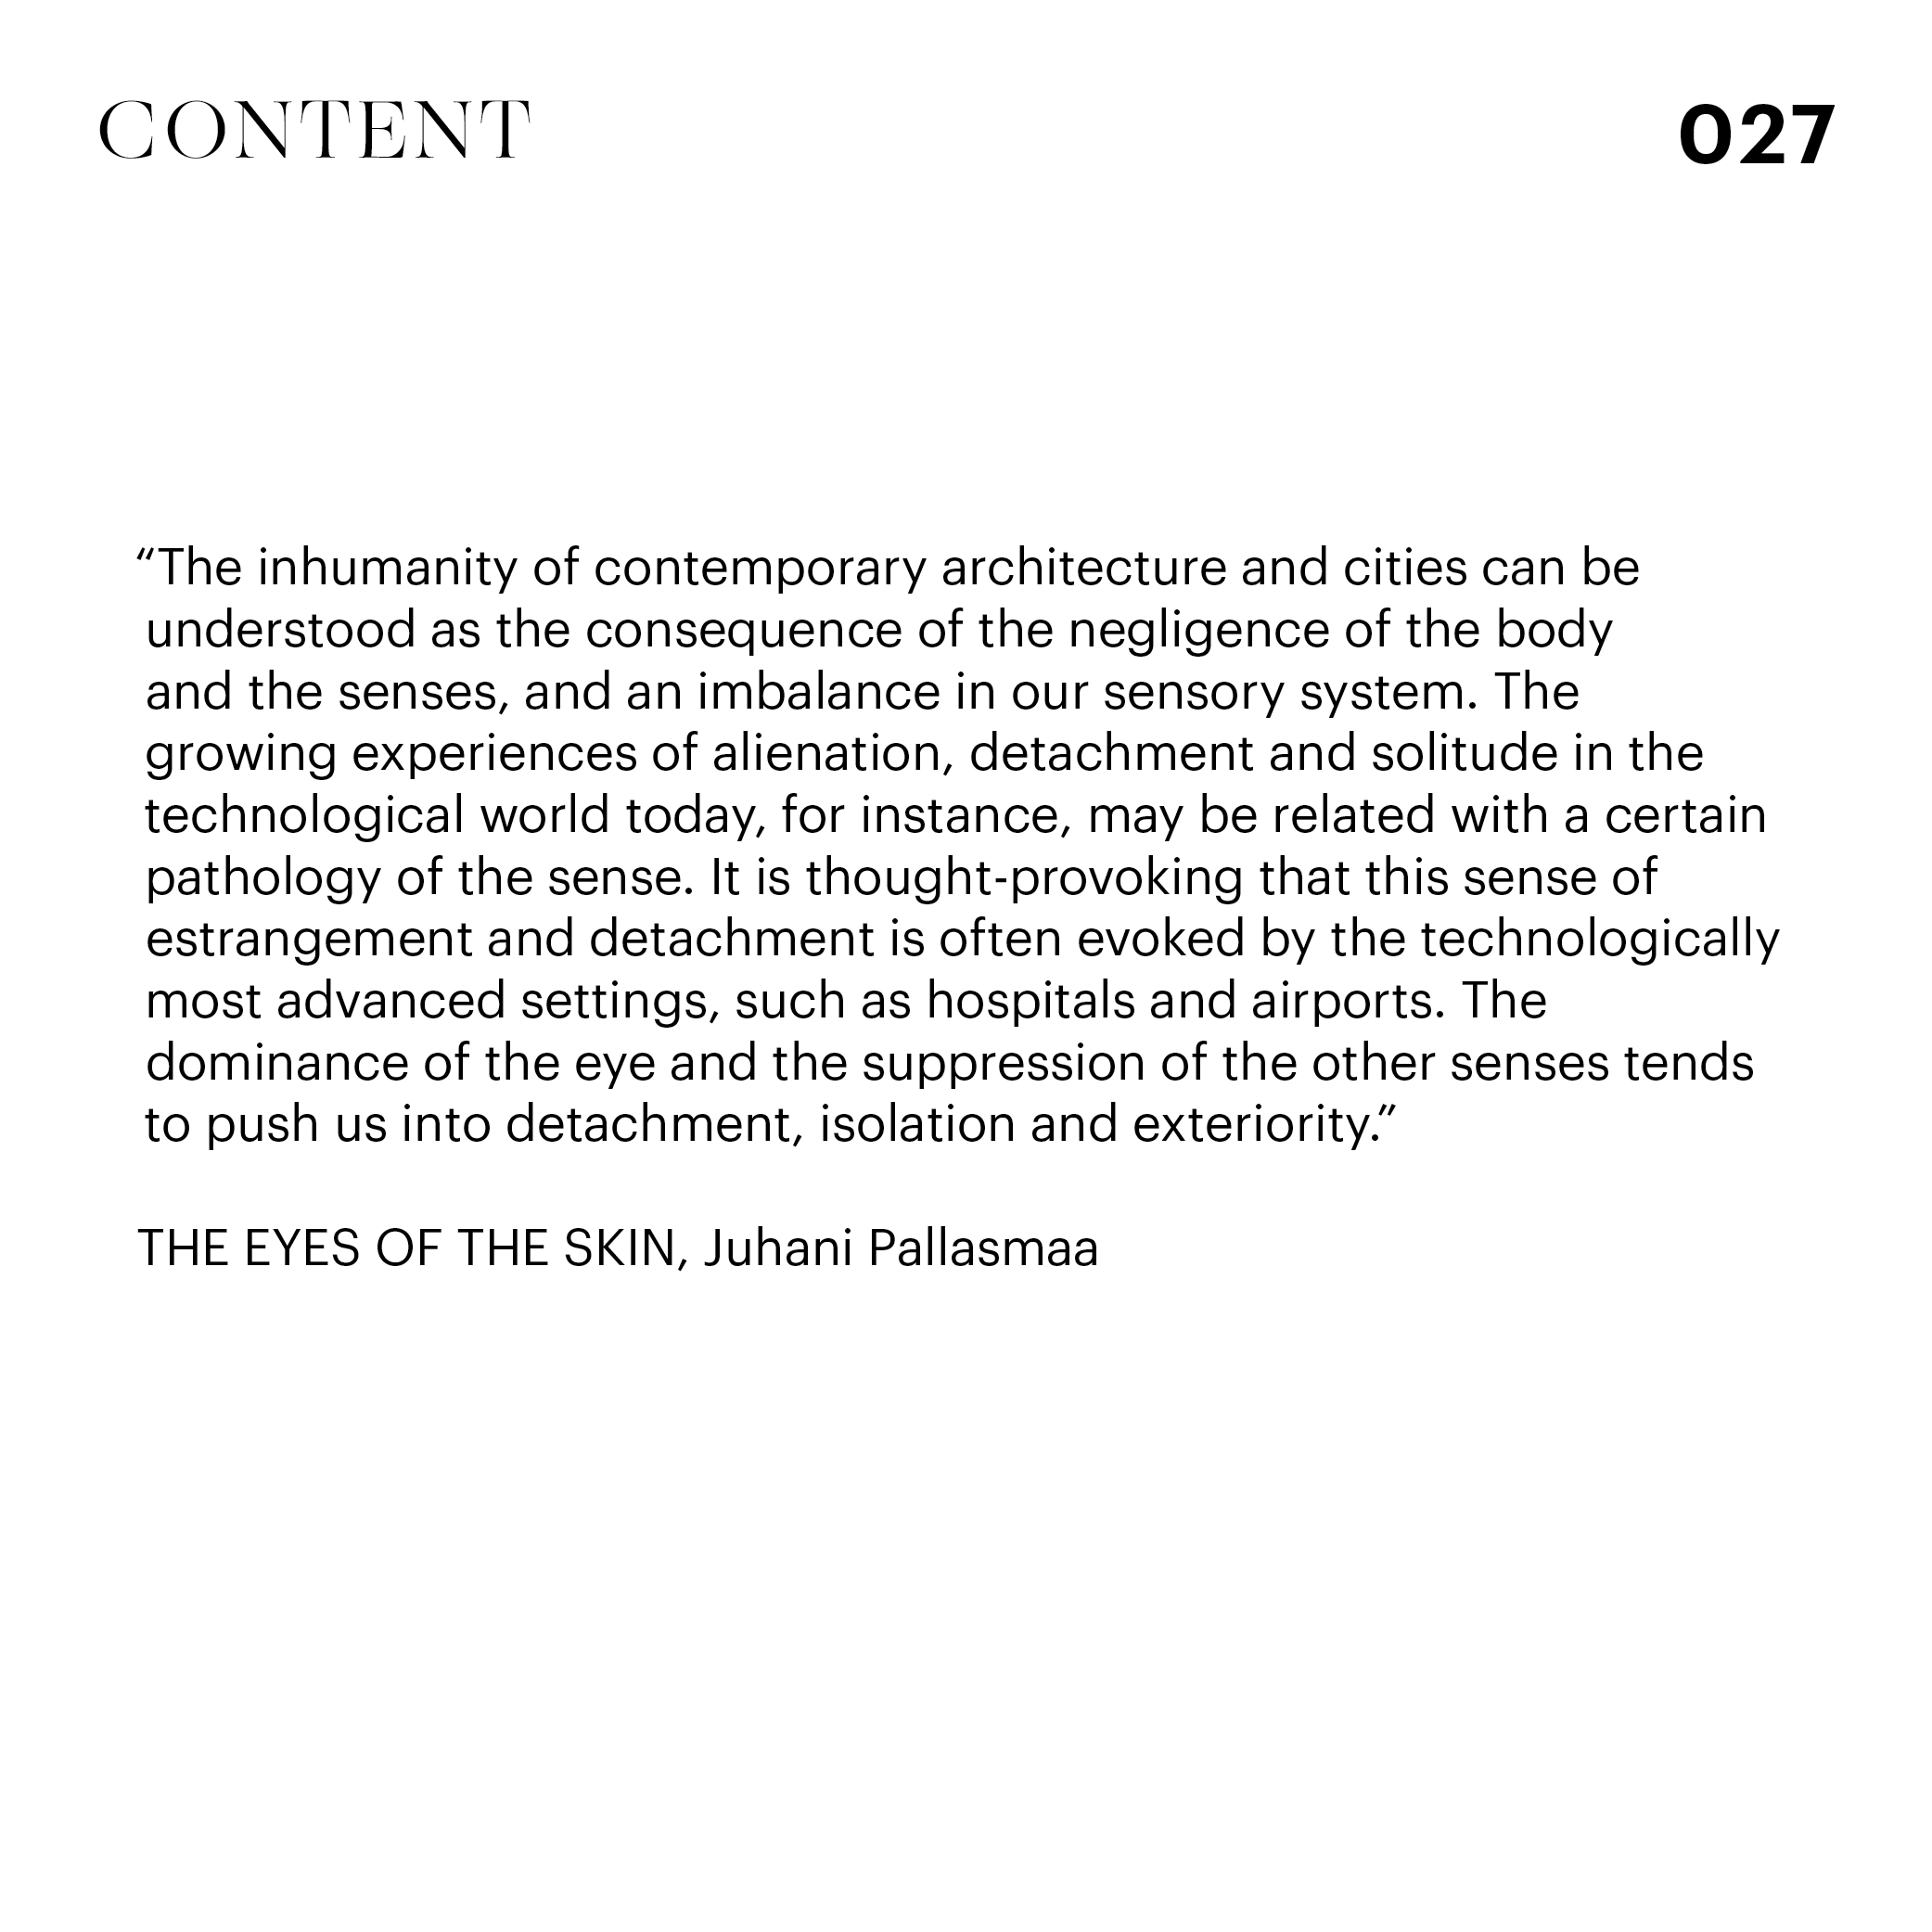 CONTENT
027
“The inhumanity of contemporary architecture and cities can be
understood as the consequence of the negligence of the body
and the senses, and an imbalance in our sensory system. The
growing experiences of alienation, detachment and solitude in the
technological world today, for instance, may be related with a certain
pathology of the sense. It is thought-provoking that this sense of
estrangement and detachment is often evoked by the technologically
most advanced settings, such as hospitals and airports. The
dominance of the eye and the suppression of the other senses tends
to push us into detachment, isolation and exteriority.”
THE EYES OF THE SKIN, Juhani Pallasmaa